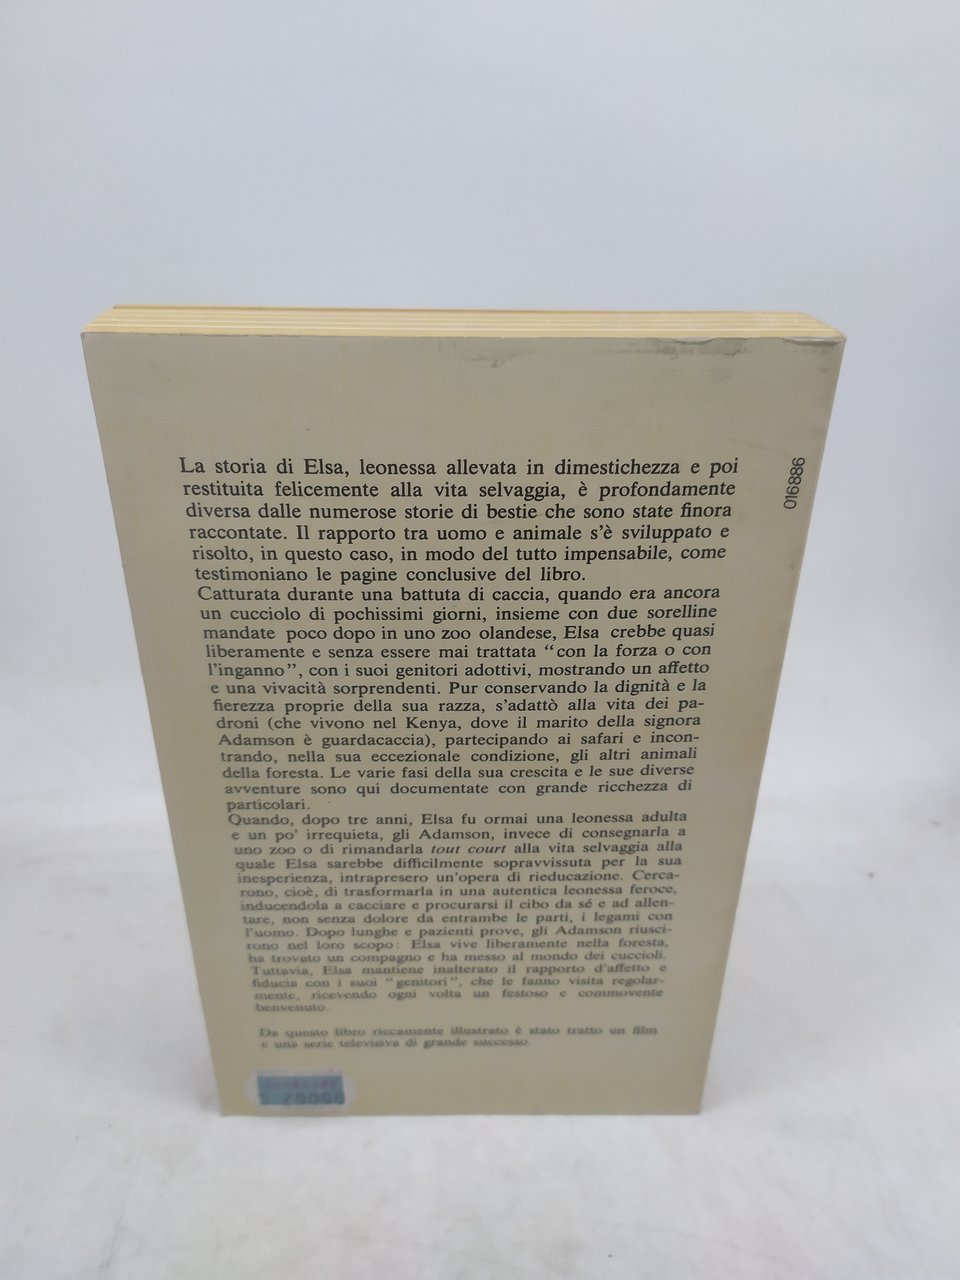 La storia di Elsa, leonessa allevata in dimestichezza e poi
restituita felicemente alla vita selvaggia, è profondamente
diversa dalle numerose storie di bestie che sono state finora
raccontate. Il rapporto tra uomo e animale s'è sviluppato e
risolto, in questo caso, in modo del tutto impensabile, come
testimoniano le pagine conclusive del libro.
Catturata durante una battuta di caccia, quando era ancora
un cucciolo di pochissimi giorni, insieme con due sorelline
mandate poco dopo in uno zoo olandese, Elsa crebbe quasi
liberamente e senza essere mai trattata "con la forza o con
l'inganno", con i suoi genitori adottivi, mostrando un affetto
e una vivacità sorprendenti. Pur conservando la dignità e la
fierezza proprie della sua razza, s'adattò alla vita dei pa-
droni (che vivono nel Kenya, dove il marito della signora
Adamson è guardacaccia), partecipando ai safari e incon-
trando, nella sua eccezionale condizione, gli altri animali
della foresta. Le varie fasi della sua crescita e le sue diverse
avventure sono qui documentate con grande ricchezza di
particolari.
Quando, dopo tre anni, Elsa fu ormai una leonessa adulta
e un po' irrequieta, gli Adamson, invece di consegnarla a
uno zoo o di rimandarla tout court alla vita selvaggia alla
quale Elsa sarebbe difficilmente sopravvissuta per la sua
inesperienza, intrapresero un'opera di rieducazione. Cerca-
rono, cioè, di trasformarla in una autentica leonessa feroce,
inducendola a cacciare e procurarsi il cibo da sé e ad allen-
tare, non senza dolore da entrambe le parti, i legami con
l'uomo. Dopo lunghe e pazienti prove, gli Adamson riusci-
rono nel loro scopo: Elsa vive liberamente nella foresta,
ha trovato un compagno e ha messo al mondo dei cuccioli.
Tuttavia, Elsa mantiene inalterato il rapporto d'affetto e
fiducia con i suoi "genitori", che le fanno visita regolar-
mente, ricevendo ogni volta un festoso e commovente
benvenuto.
Da questo libro riccamente illustrato è stato tratto un film
e una serie televisiva di grande successo.
L 20000
016886